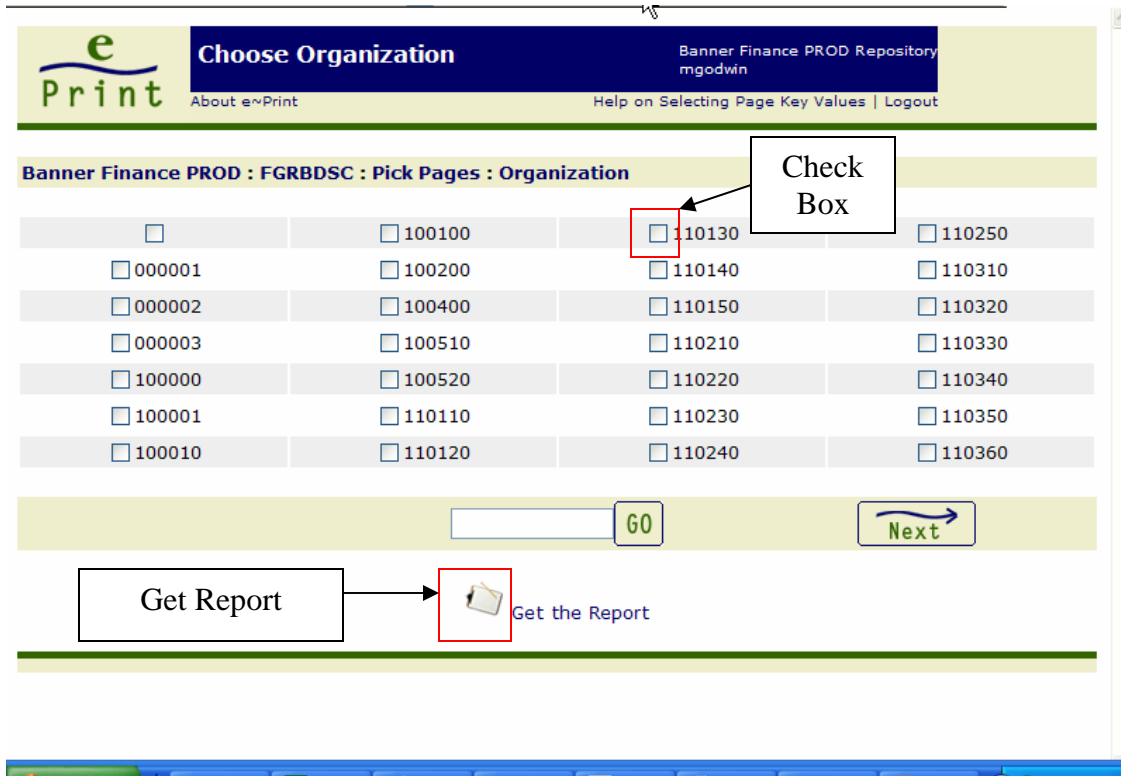 e
Print
Choose Organization
Banner Finance PROD Repository
mgodwin
About e~Print
Help on Selecting Page Key Values | Logout
Check
Box
Banner Finance PROD : FGRBDSC : Pick Pages : Organization
100100 110130 110250
000001 100200 110140 110310
000002 100400 110150 110320
000003 100510 110210 110330
100000 100520 110220 110340
100001 110110 110230 110350
100010 110120 110240 110360
GO
Next
Get Report
Get the Report